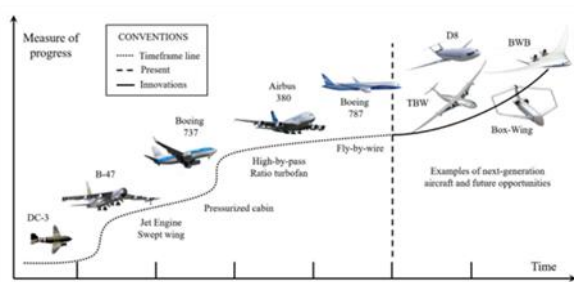 Measure of
progress
CONVENTIONS
Timeframe line
Present
Innovations
D8
BWB
Airbus
380
Boeing
787
TBW
Boeing
737
Box-Wing
Fly-by-wire
B-47
High-by-pass
Ratio turbofan
Examples of next-generation
aircraft and future opportunities
Pressurized cabin
DC-3
Jet Engine
Swept wing
Time